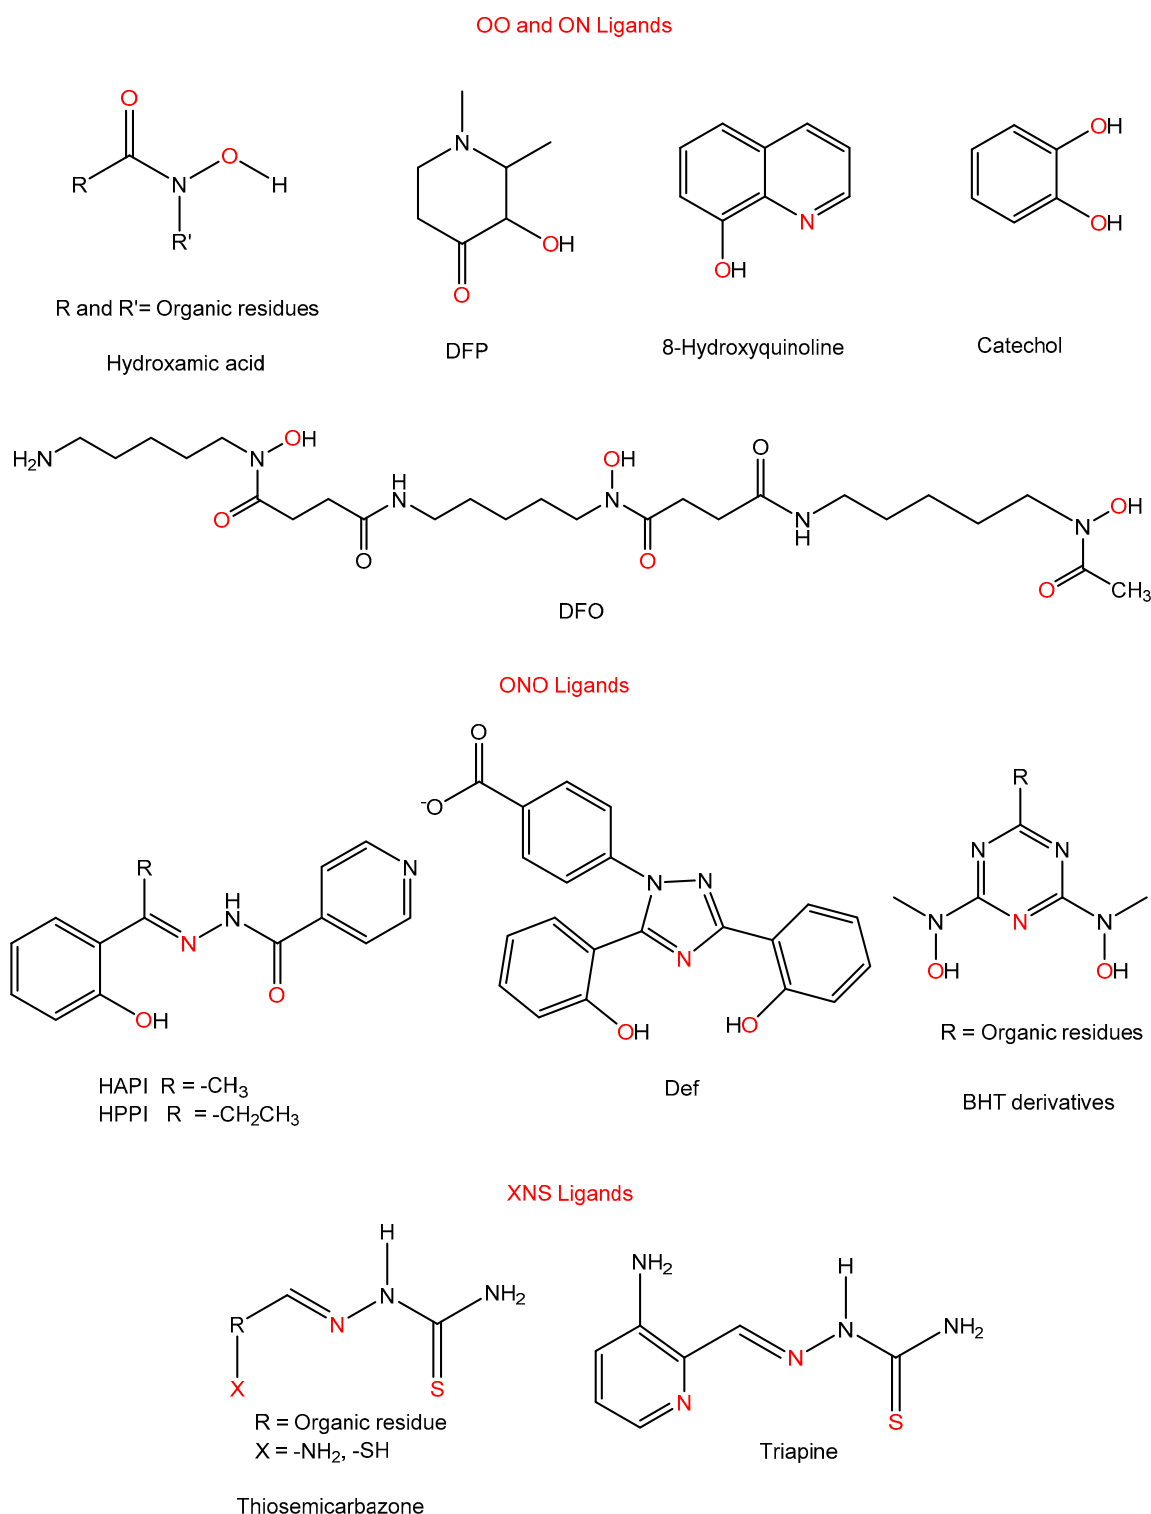 OO and ON Ligands
O
R
N
O
H
R'
R and R'= Organic residues
Hydroxamic acid
N
OH
O
DFP
N
OH
8-Hydroxyquinoline
OH
OH
Catechol
H2N
N
OH
O
H
N
O
OH
N
O
O
N
H
N
OH
O
CH3
DFO
ONO Ligands
R
N
H
N
O
OH
N
HAPI R = -CH3
HPPI R = -CH2CH3
O
-O
N
N
N
OH
HO
Def
R
N
N
N
N
N
OH
OH
R = Organic residues
BHT derivatives
XNS Ligands
H
N
N
NH2
R
X
S
R = Organic residue
X = -NH2, -SH
Thiosemicarbazone
NH2
H
N
N
N
NH2
S
Triapine